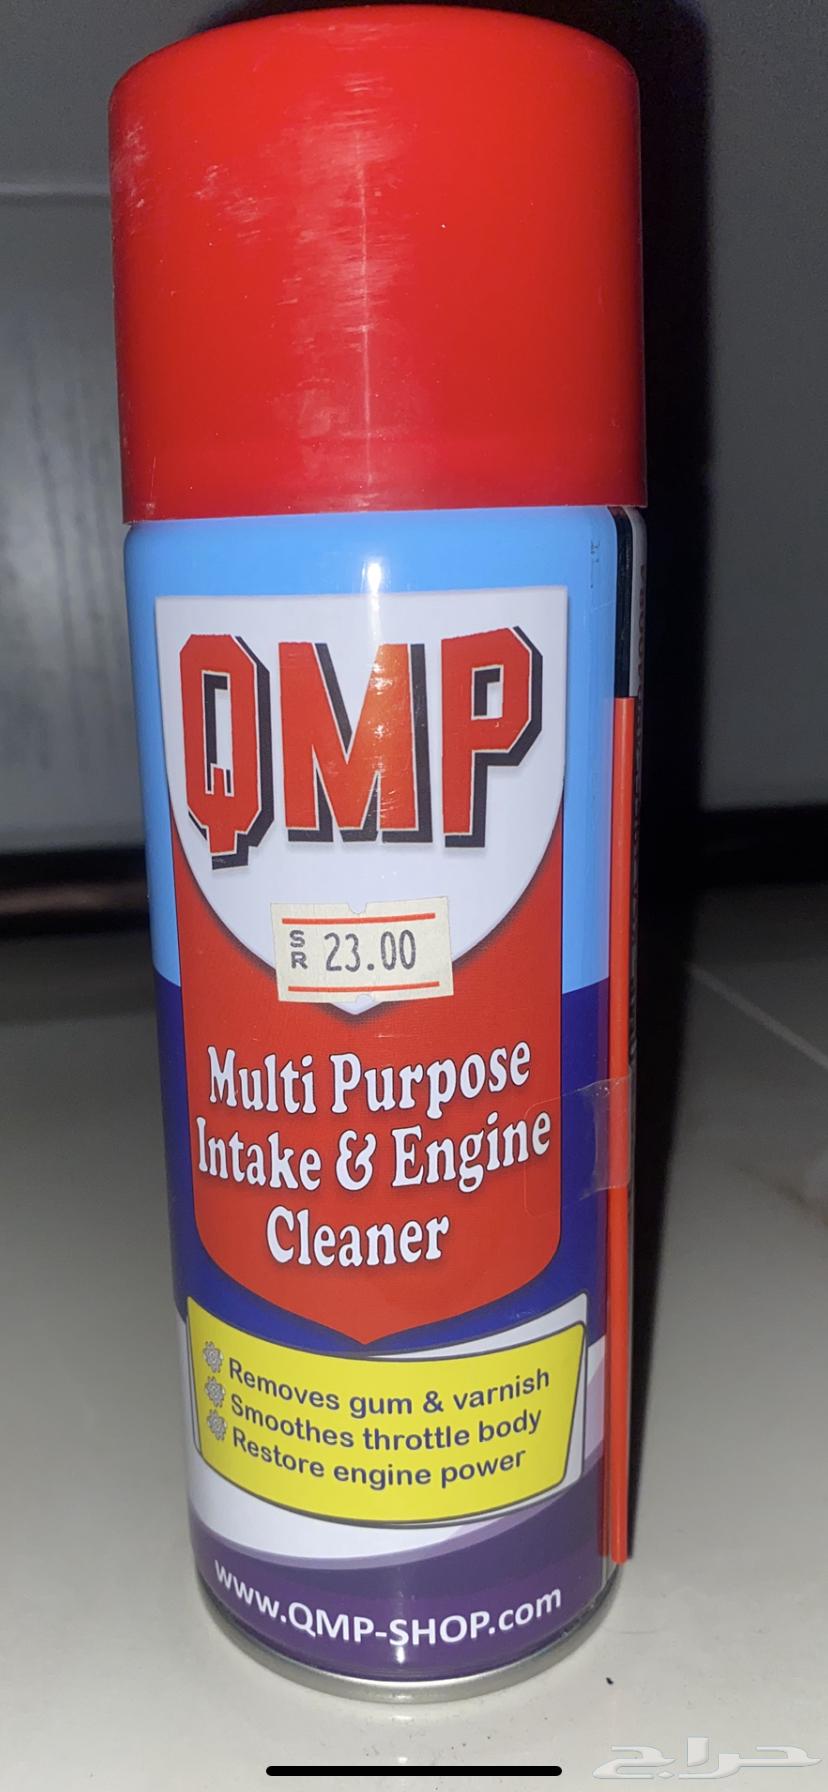 QMP
SR 23.00
Multi Purpose
Intake & Engine
Cleaner
Removes gum & varnish
Smoothes throttle body
Restore engine power
www.QMP-SHOP.com
حراج